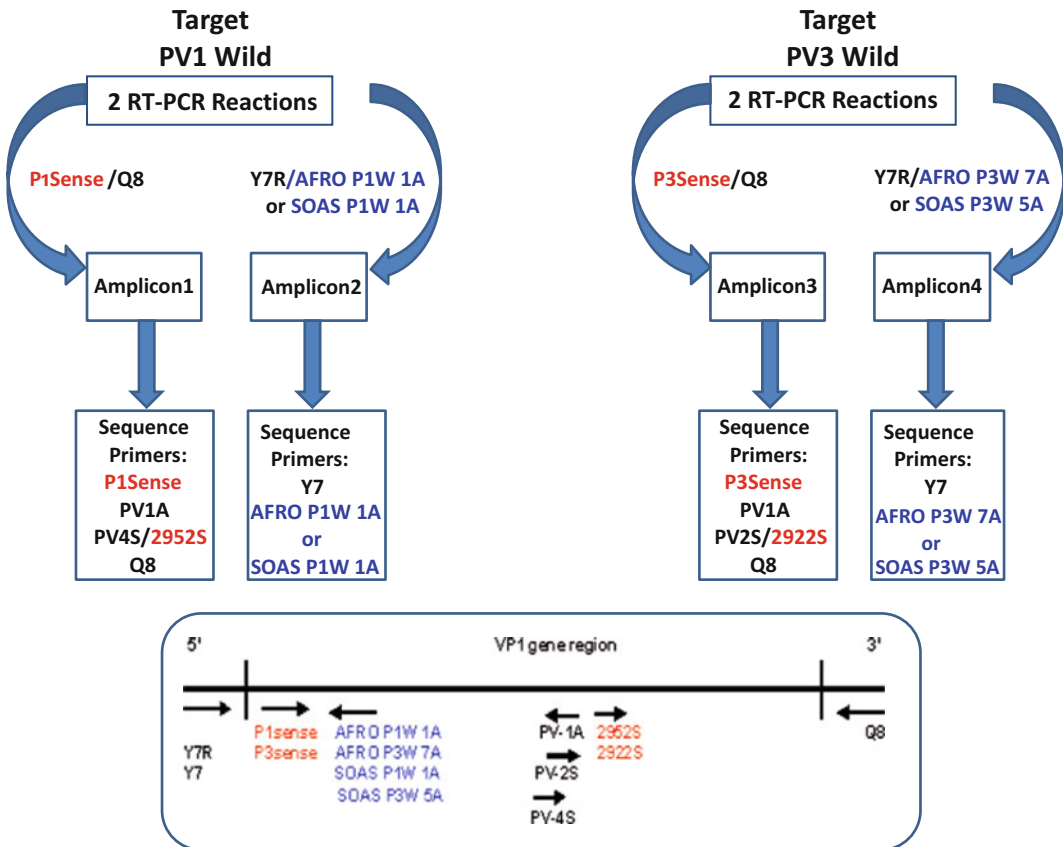 Target
PV1 Wild
2 RT-PCR Reactions
P1Sense /Q8
Y7R/AFRO P1W 1A
or SOAS P1W 1A
Amplicon1
Amplicon2
Sequence
Primers:
P1Sense
PV1A
PV4S/2952S
Q8
Sequence
Primers:
Y7
AFRO P1W 1A
or
SOAS P1W 1A
Target
PV3 Wild
2 RT-PCR Reactions
P3Sense/Q8
Y7R/AFRO P3W 7A
or SOAS P3W 5A
Amplicon3
Amplicon4
Sequence
Primers:
P3Sense
PV1A
PV2S/2922S
Q8
Sequence
Primers:
Y7
AFRO P3W 7A
or
SOAS P3W 5A
5'
VP1 gene region
3'
Y7R
Y7
P1sense
P3sense
AFRO P1W 1A
AFRO P3W 7A
SOAS P1W 1A
SOAS P3W 5A
PV-1A
PV-2S
PV-4S
2952S
2922S
Q8